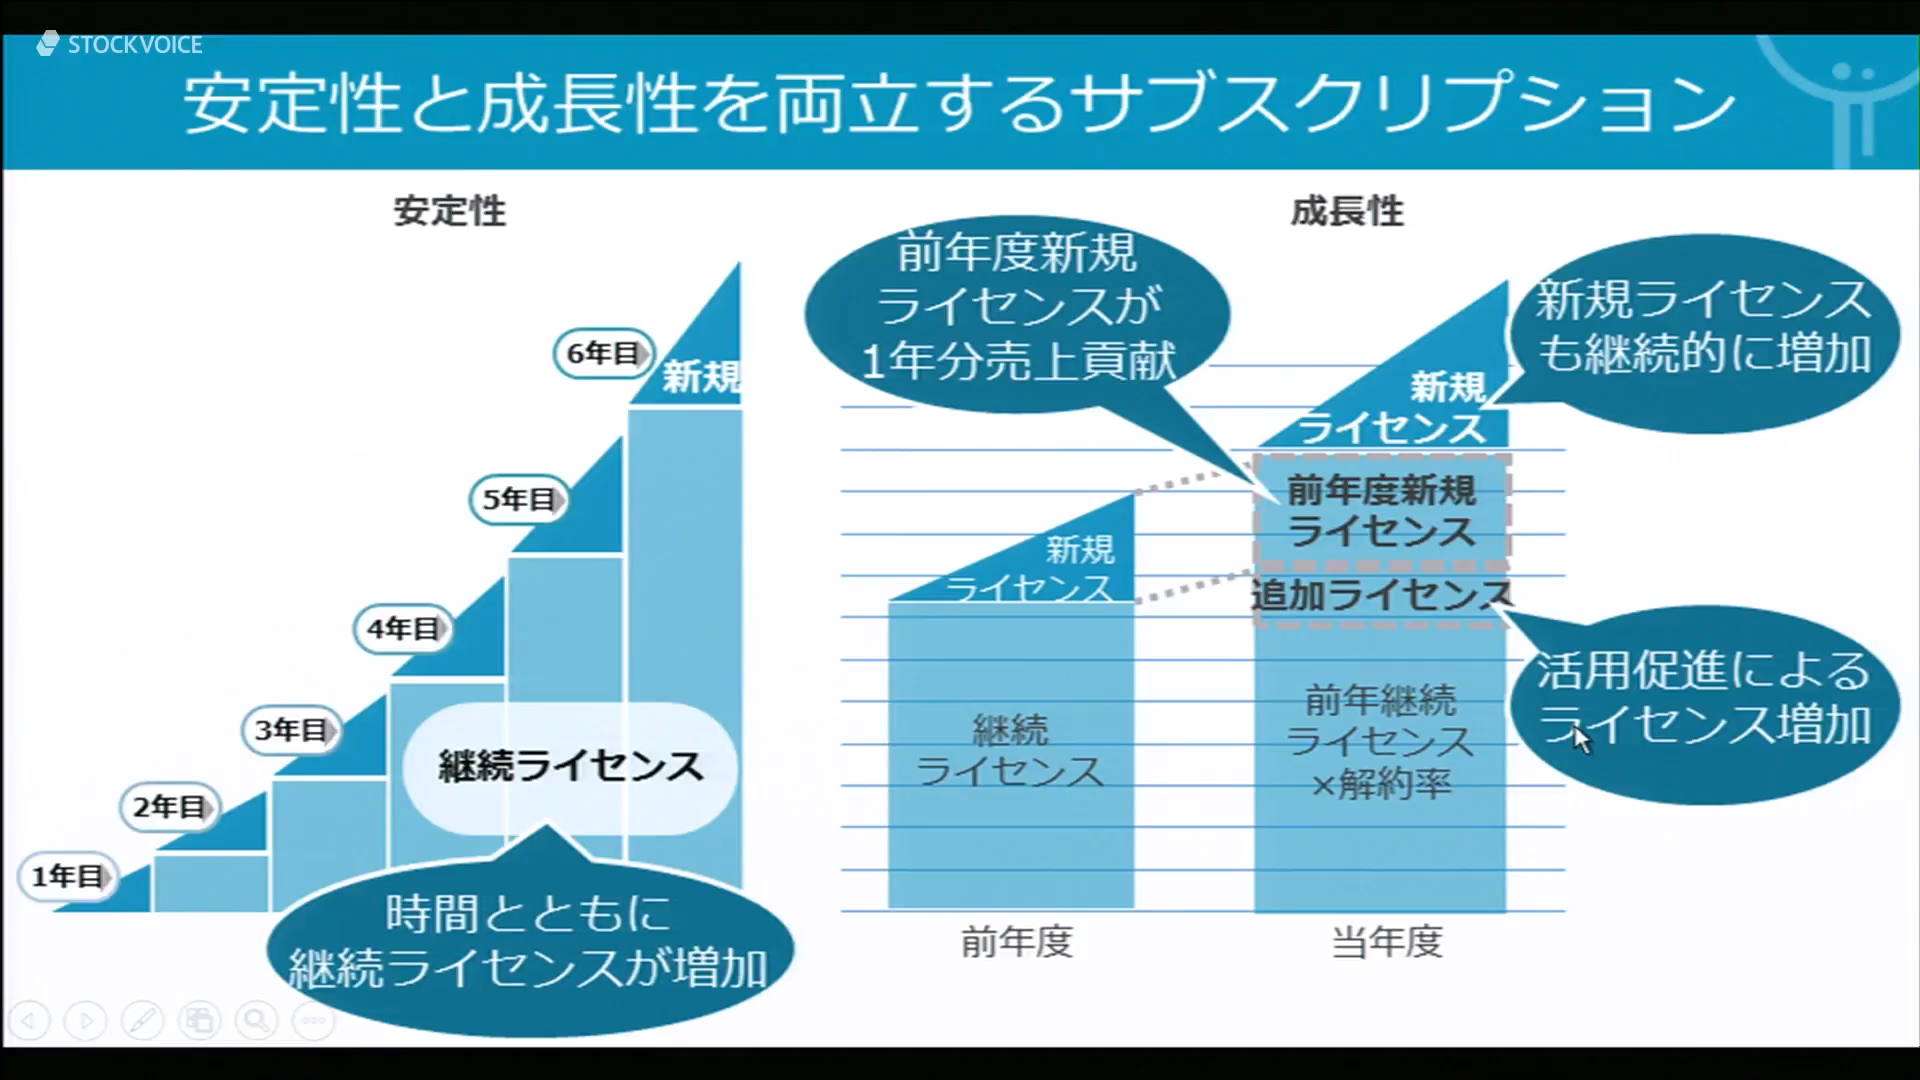 STOCKVOICE
安定性と成長性を両立するサブスクリプション
安定性
6年目
新規
5年目
4年目
3年目
2年目
1年目
継続ライセンス
時間とともに
継続ライセンスが増加
成長性
前年度新規
ライセンスが
1年分売上貢献
新規ライセンス
も継続的に増加
新規
ライセンス
前年度新規
ライセンス
追加ライセンス
新規
ライセンス
継続
ライセンス
前年継続
ライセンス
×解約率
活用促進による
ライセンス増加
前年度
当年度